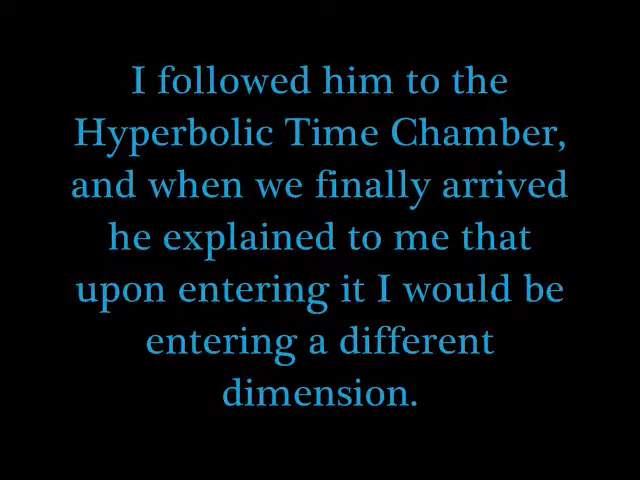 I followed him to the
Hyperbolic Time Chamber,
and when we finally arrived
he explained to me that
upon entering it I would be
entering a different
dimension.